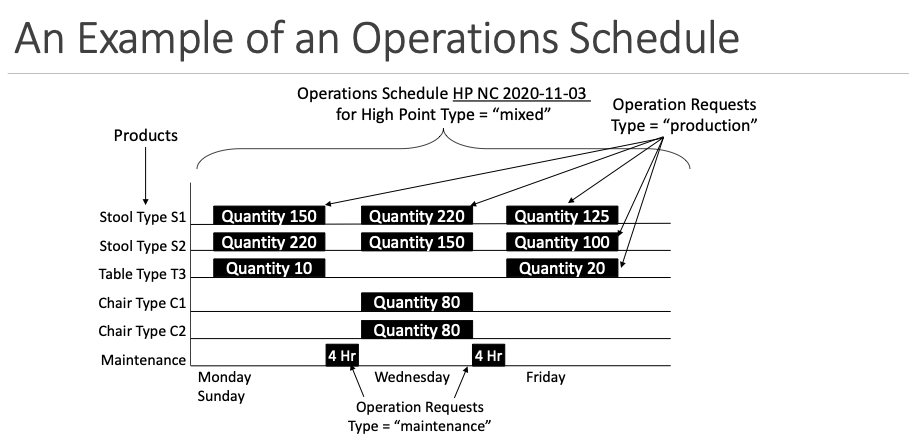 An Example of an Operations Schedule
Operations Schedule HP NC 2020-11-03
for High Point Type = “mixed”
Operation Requests
Type = “production”
Products
Stool Type S1
Quantity 150
Quantity 220
Quantity 125
Stool Type S2
Quantity 220
Quantity 150
Quantity 100
Table Type T3
Quantity 10
Quantity 20
Chair Type C1
Quantity 80
Chair Type C2
Quantity 80
Maintenance
4 Hr
4 Hr
Monday
Wednesday
Friday
Sunday
Operation Requests
Type = “maintenance”